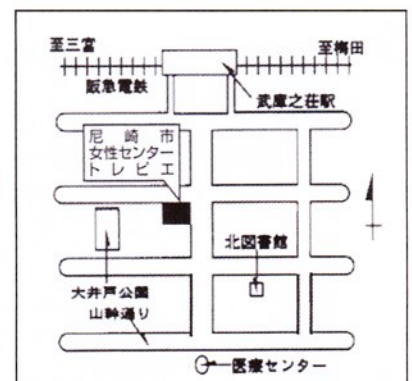 至三宮
至梅田
阪急電鉄
武庫之荘駅
尼崎市
女性センター
トレピエ
北図書館
大井戸公園
山幹通り
医療センター